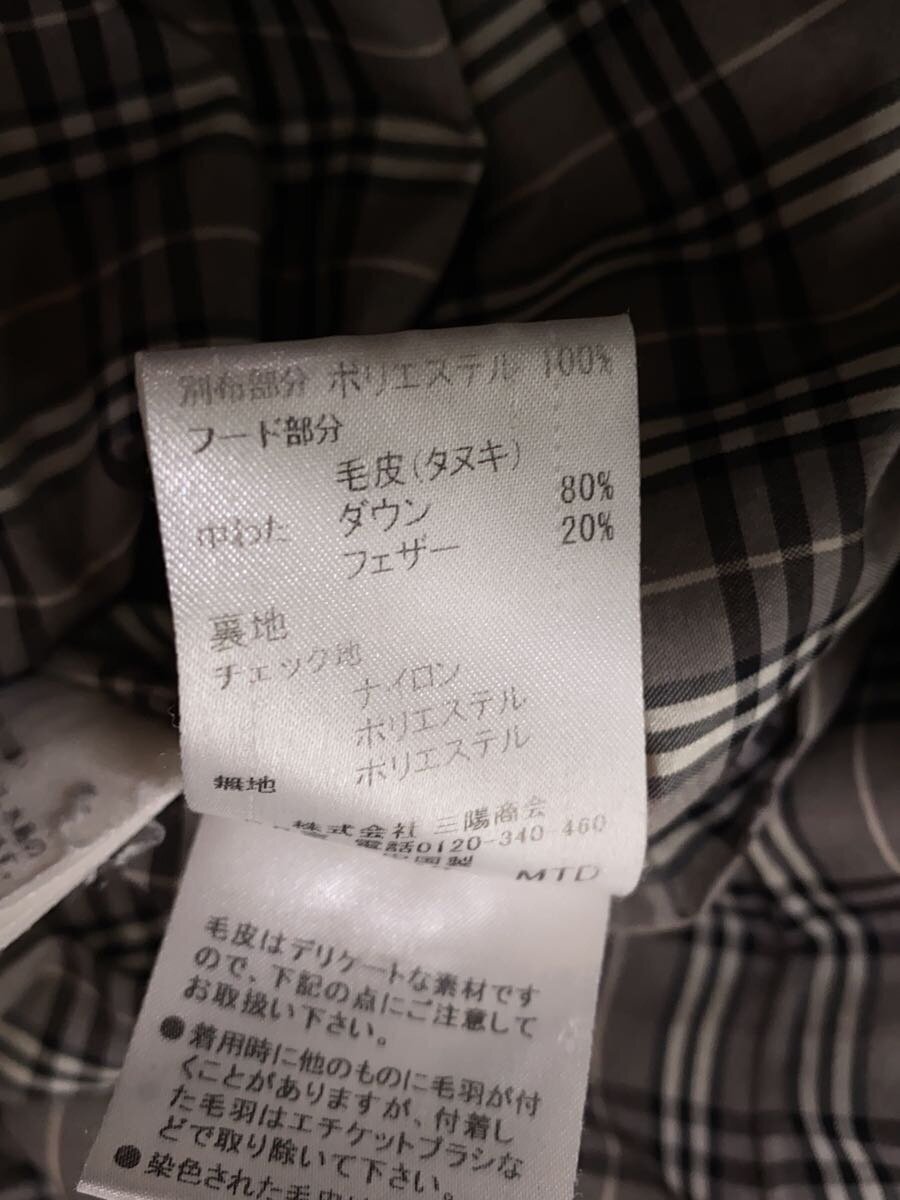 別布部分 ポリエステル 100%
フード部分
毛皮(タヌキ)
中わた ダウン 80%
フェザー 20%
裏地
チェック地
ナイロン
ポリエステル
無地 ポリエステル
株式会社 三陽商会
電話0120-340-460
中国製
MTD
毛皮はデリケートな素材です
ので、下記の点にご注意して
お取扱い下さい。
●着用時に他のものに毛羽が付
くことがありますが、付着し
た毛羽はエチケットブラシな
どで取り除いて下さい。
●染色された毛皮